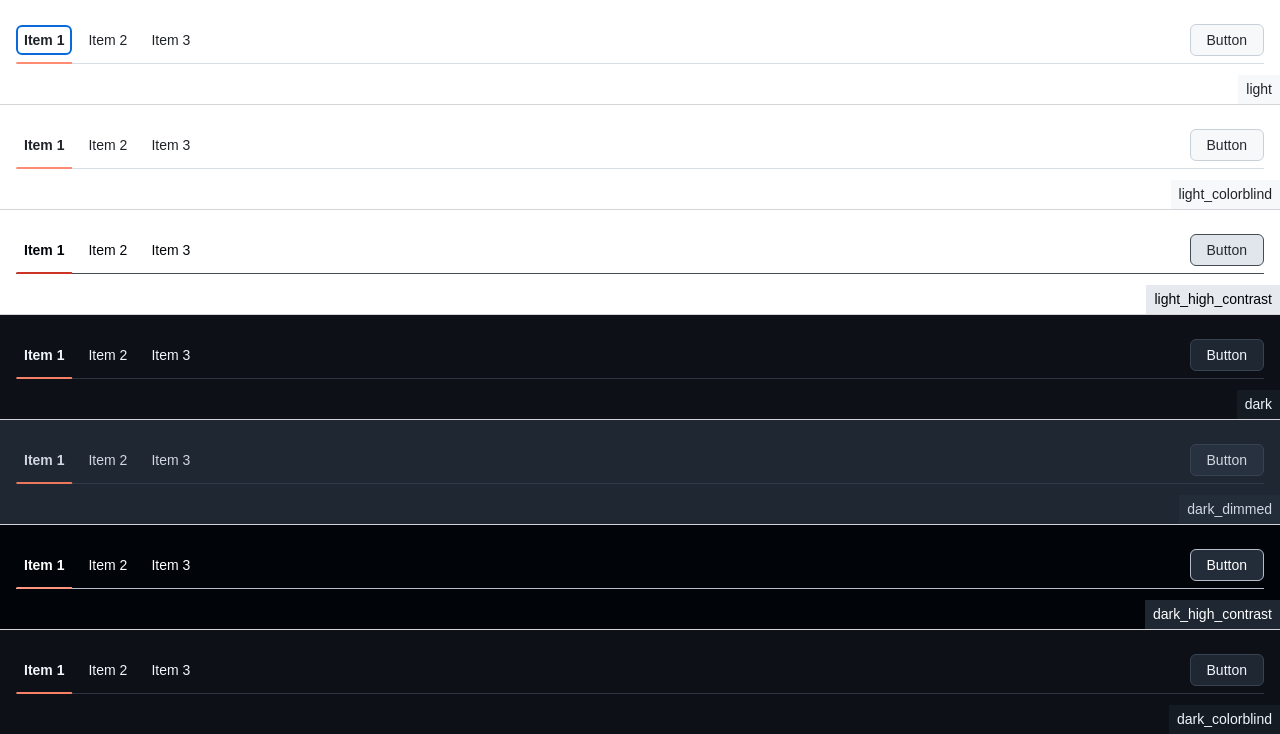 Item 1 Item 2 Item 3 Button
light
Item 1 Item 2 Item 3 Button
light_colorblind
Item 1 Item 2 Item 3 Button
light_high_contrast
Item 1 Item 2 Item 3 Button
dark
Item 1 Item 2 Item 3 Button
dark_dimmed
Item 1 Item 2 Item 3 Button
dark_high_contrast
Item 1 Item 2 Item 3 Button
dark_colorblind